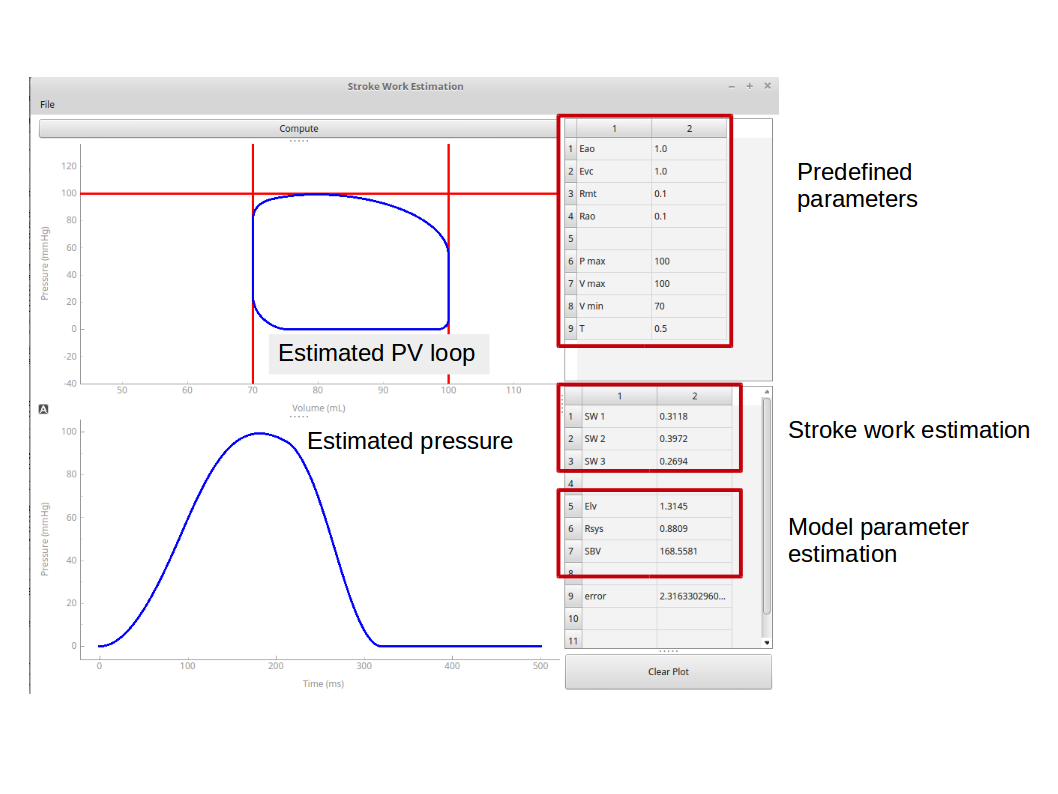 Stroke Work Estimation
File
Compute
Pressure (mmHg)
120
100
80
60
40
20
0
-20
-40
50 60 70 80 90 100 110
Volume (mL)
Estimated PV loop
A
Pressure (mmHg)
100
80
60
40
20
0
0 100 200 300 400 500
Time (ms)
Estimated pressure
1 2
1 Eao 1.0
2 Evc 1.0
3 Rmt 0.1
4 Rao 0.1
5
6 P max 100
7 V max 100
8 V min 70
9 T 0.5
Predefined
parameters
1 2
1 SW 1 0.3118
2 SW 2 0.3972
3 SW 3 0.2694
4
5 Elv 1.3145
6 Rsys 0.8809
7 SBV 168.5581
8
9 error 2.3163302960...
10
11
Stroke work estimation
Model parameter
estimation
Clear Plot